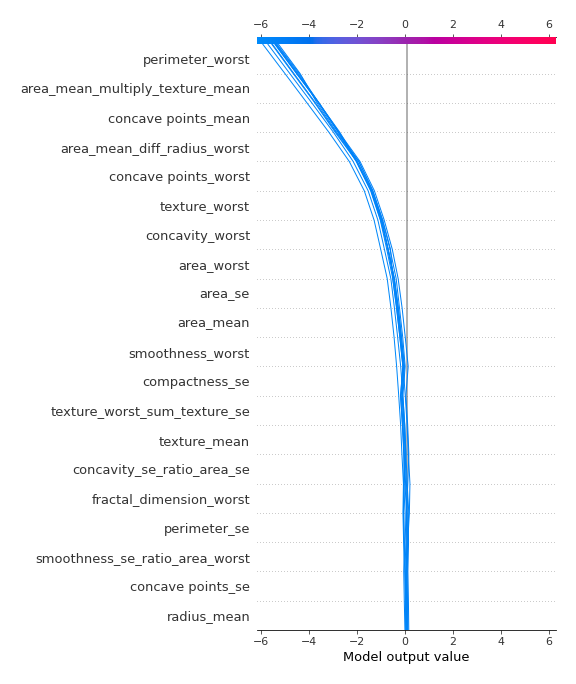 −6 −4 −2 0 2 4 6
perimeter_worst
area_mean_multiply_texture_mean
concave points_mean
area_mean_diff_radius_worst
concave points_worst
texture_worst
concavity_worst
area_worst
area_se
area_mean
smoothness_worst
compactness_se
texture_worst_sum_texture_se
texture_mean
concavity_se_ratio_area_se
fractal_dimension_worst
perimeter_se
smoothness_se_ratio_area_worst
concave points_se
radius_mean
−6 −4 −2 0 2 4 6
Model output value